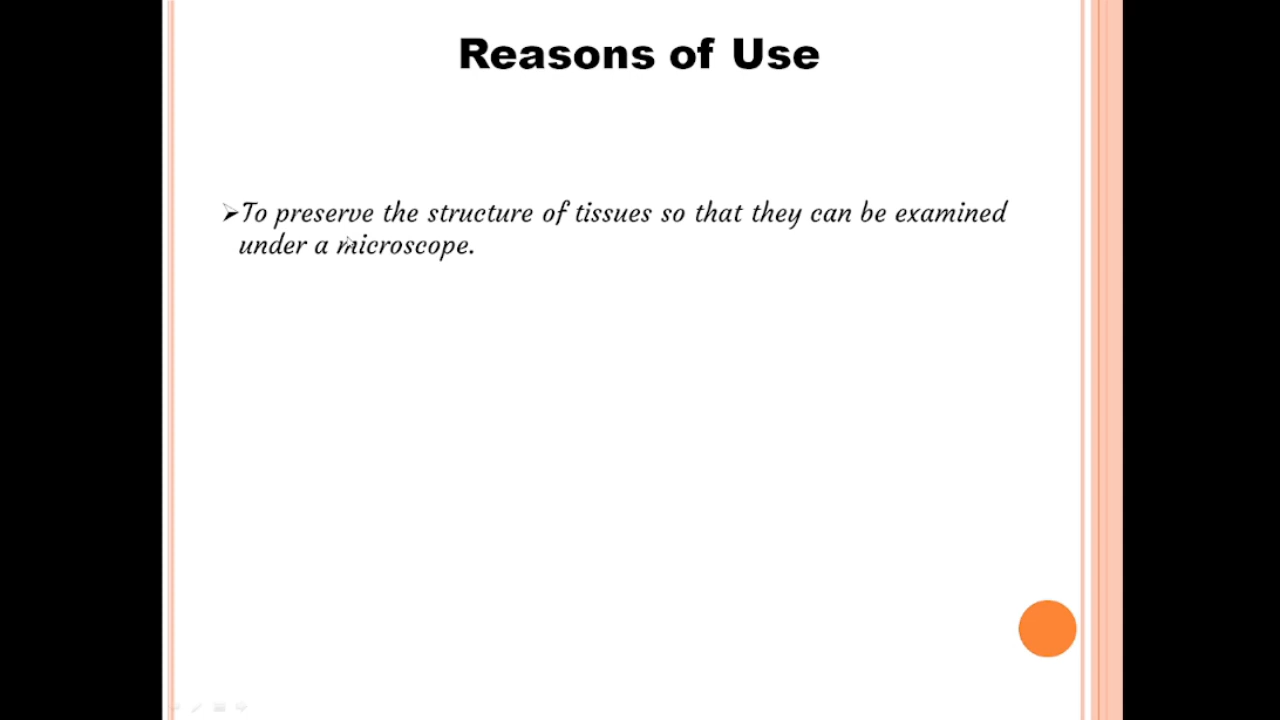 Reasons of Use
➢To preserve the structure of tissues so that they can be examined
under a microscope.